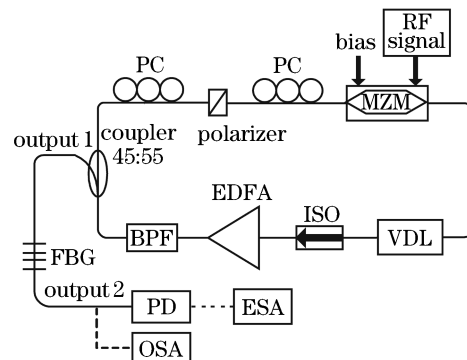 RF
signal
bias
PC
PC
MZM
polarizer
output 1
coupler
45:55
EDFA
ISO
BPF
VDL
FBG
output 2
PD
ESA
OSA